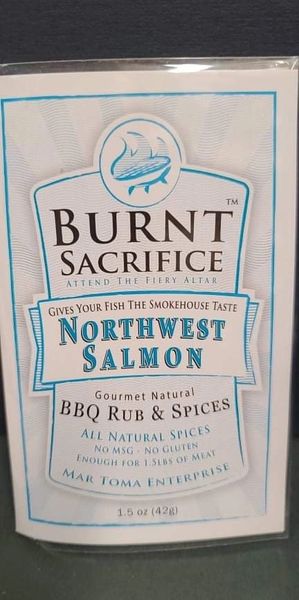 BURNT ™
SACRIFICE
ATTEND THE FIERY ALTAR
GIVES YOUR FISH THE SMOKEHOUSE TASTE
NORTHWEST
SALMON
Gourmet Natural
BBQ RUB & SPICES
ALL NATURAL SPICES
NO MSG - NO GLUTEN
ENOUGH FOR 1.5LBS OF MEAT
MAR TOMA ENTERPRISE
1.5 oz (42g)